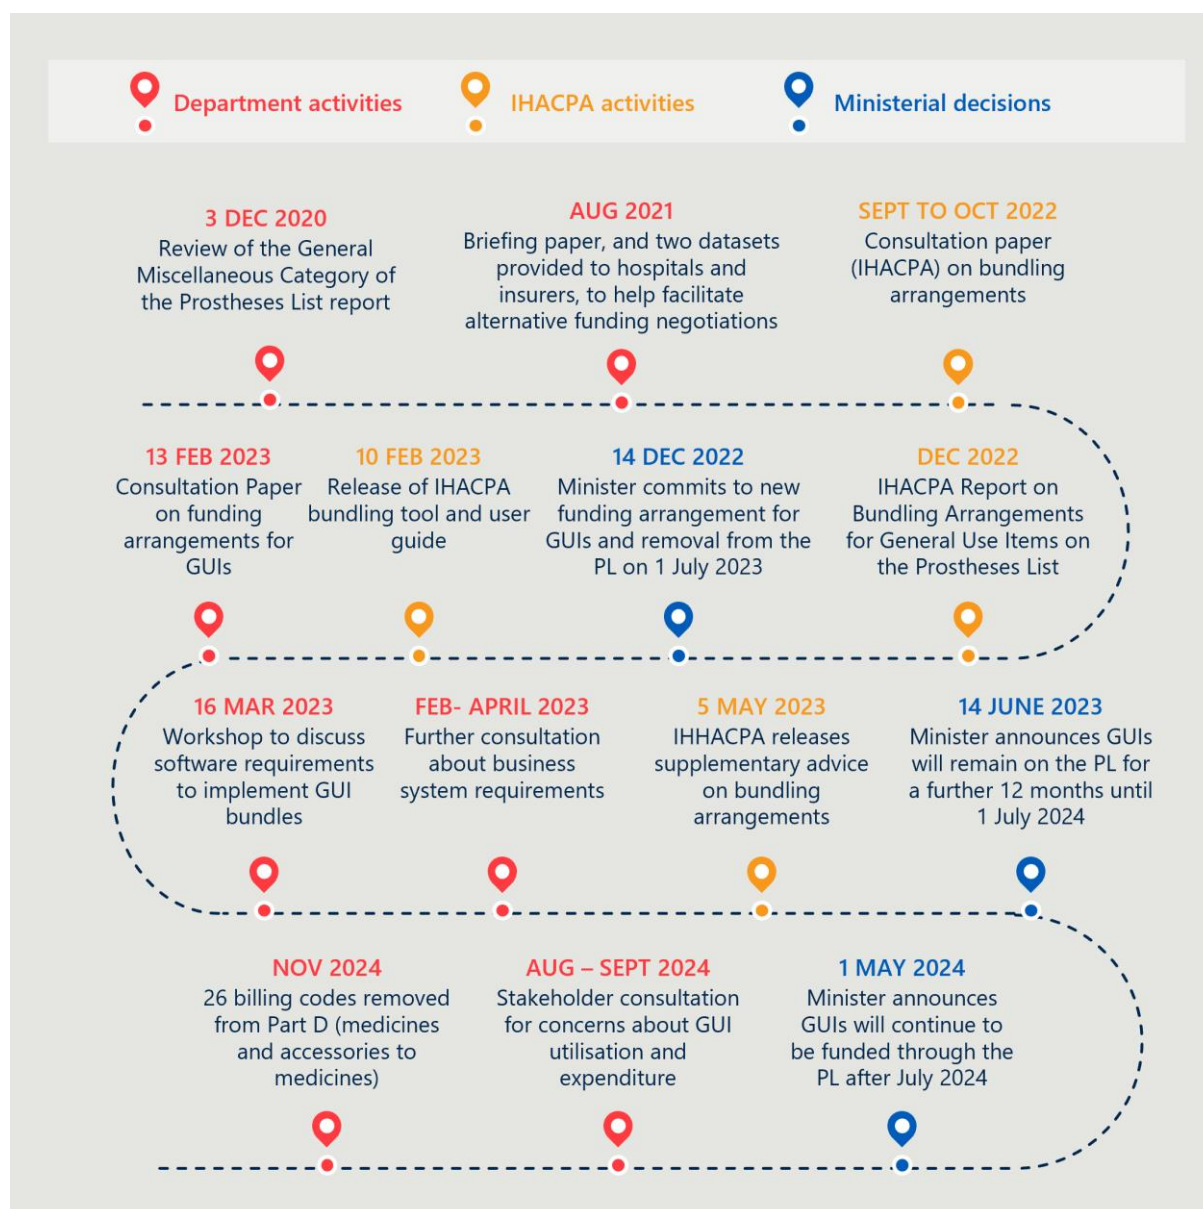 Department activities
IHACPA activities
Ministerial decisions
3 DEC 2020
Review of the General
Miscellaneous Category of
the Prostheses List report
AUG 2021
Briefing paper, and two datasets
provided to hospitals and
insurers, to help facilitate
alternative funding negotiations
SEPT TO OCT 2022
Consultation paper
(IHACPA) on bundling
arrangements
13 FEB 2023
Consultation Paper
on funding
arrangements for
GUIs
10 FEB 2023
Release of IHACPA
bundling tool and user
guide
14 DEC 2022
Minister commits to new
funding arrangement for
GUIs and removal from the
PL on 1 July 2023
DEC 2022
IHACPA Report on
Bundling Arrangements
for General Use Items on
the Prostheses List
16 MAR 2023
Workshop to discuss
software requirements
to implement GUI
bundles
FEB- APRIL 2023
Further consultation
about business
system requirements
5 MAY 2023
IHHACPA releases
supplementary advice
on bundling
arrangements
14 JUNE 2023
Minister announces GUIs
will remain on the PL for
a further 12 months until
1 July 2024
NOV 2024
26 billing codes removed
from Part D (medicines
and accessories to
medicines)
AUG – SEPT 2024
Stakeholder consultation
for concerns about GUI
utilisation and
expenditure
1 MAY 2024
Minister announces
GUIs will continue to
be funded through the
PL after July 2024